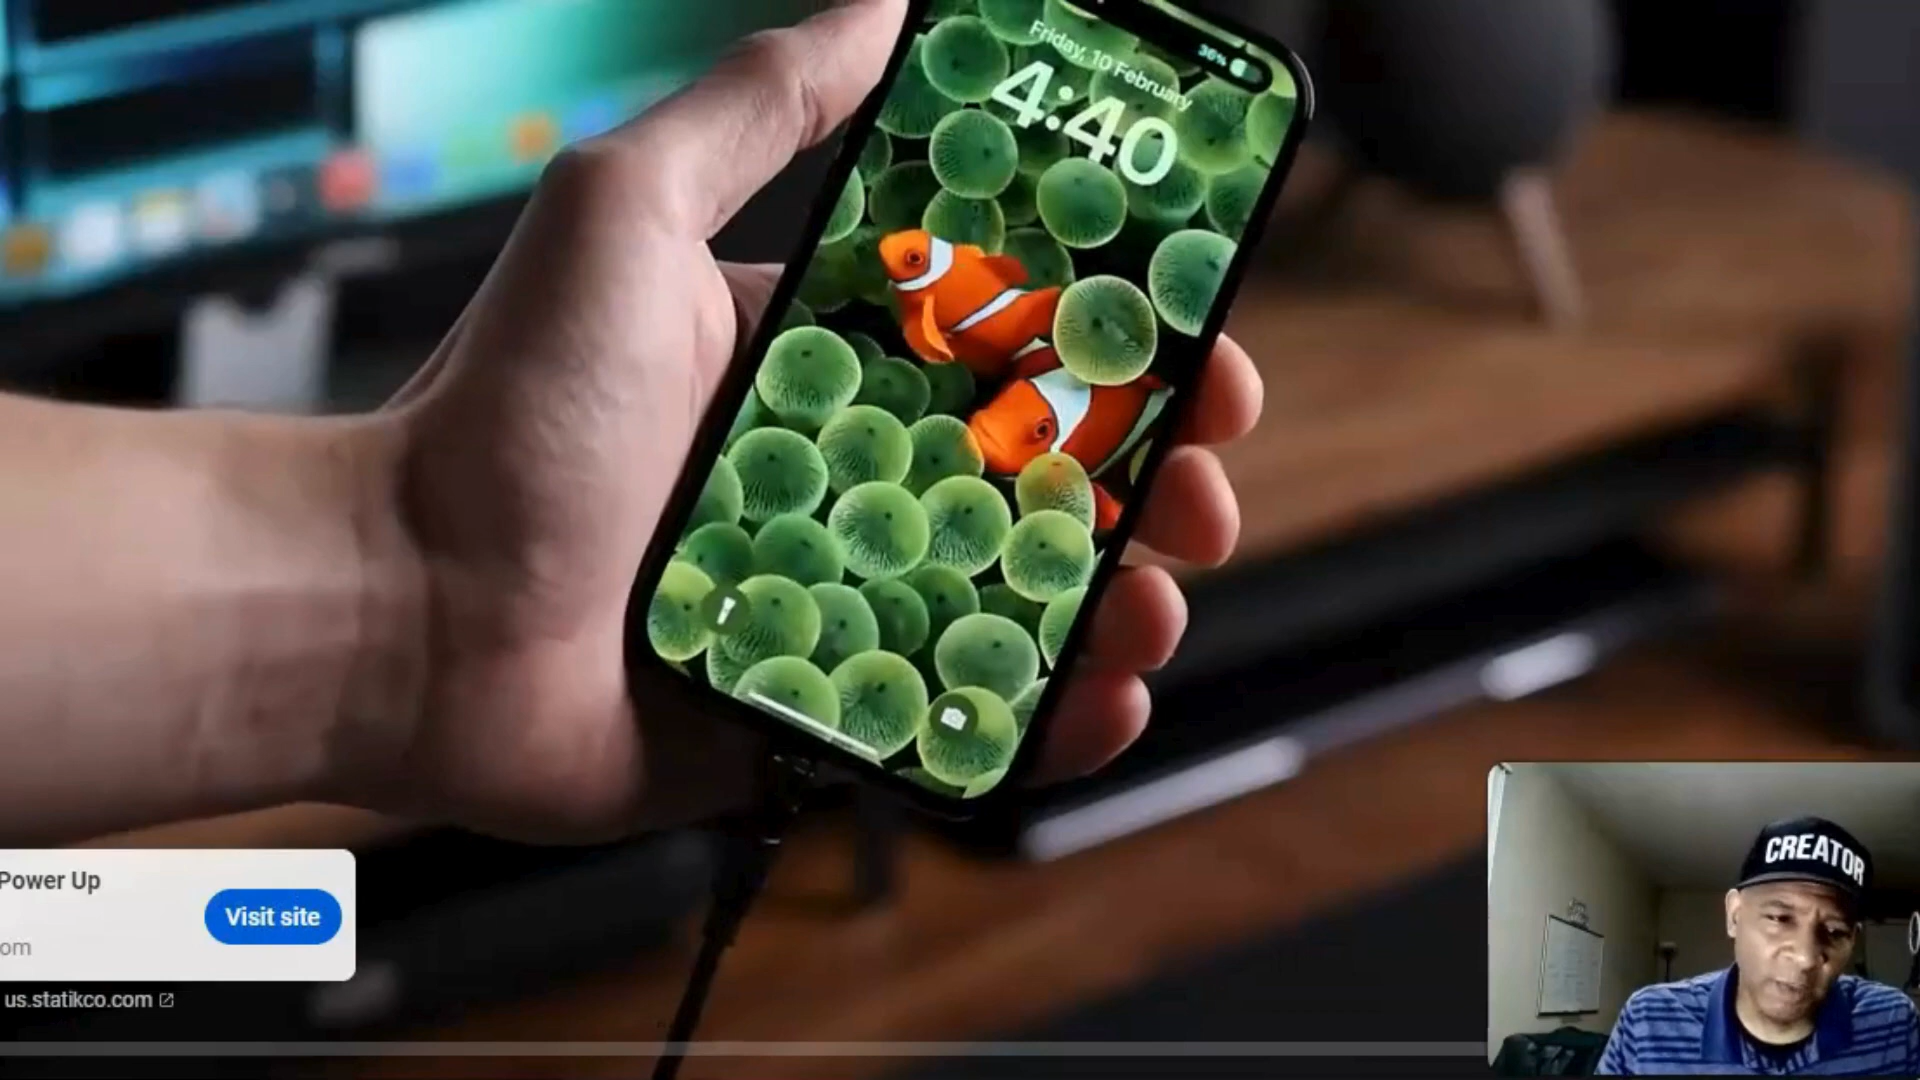 Friday, 10 February
36%
4:40
CREATOR
Power Up
Visit site
om
us.statikco.com